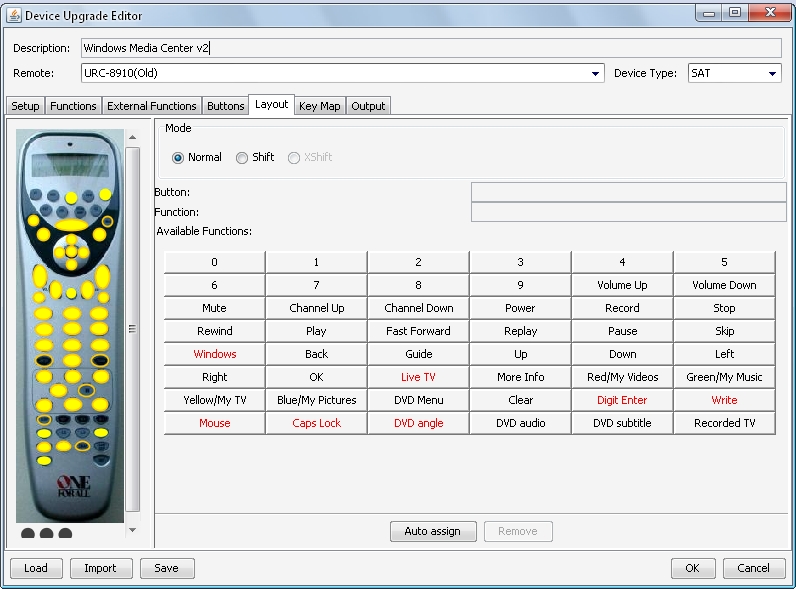 Device Upgrade Editor
Description: Windows Media Center v2
Remote: URC-8910(Old) Device Type: SAT
Setup Functions External Functions Buttons Layout Key Map Output
Mode
Normal Shift XShift
Button:
Function:
Available Functions:
0 1 2 3 4 5
6 7 8 9 Volume Up Volume Down
Mute Channel Up Channel Down Power Record Stop
Rewind Play Fast Forward Replay Pause Skip
Windows Back Guide Up Down Left
Right OK Live TV More Info Red/My Videos Green/My Music
Yellow/My TV Blue/My Pictures DVD Menu Clear Digit Enter Write
Mouse Caps Lock DVD angle DVD audio DVD subtitle Recorded TV
ONE
FOR ALL
Auto assign Remove
Load Import Save OK Cancel